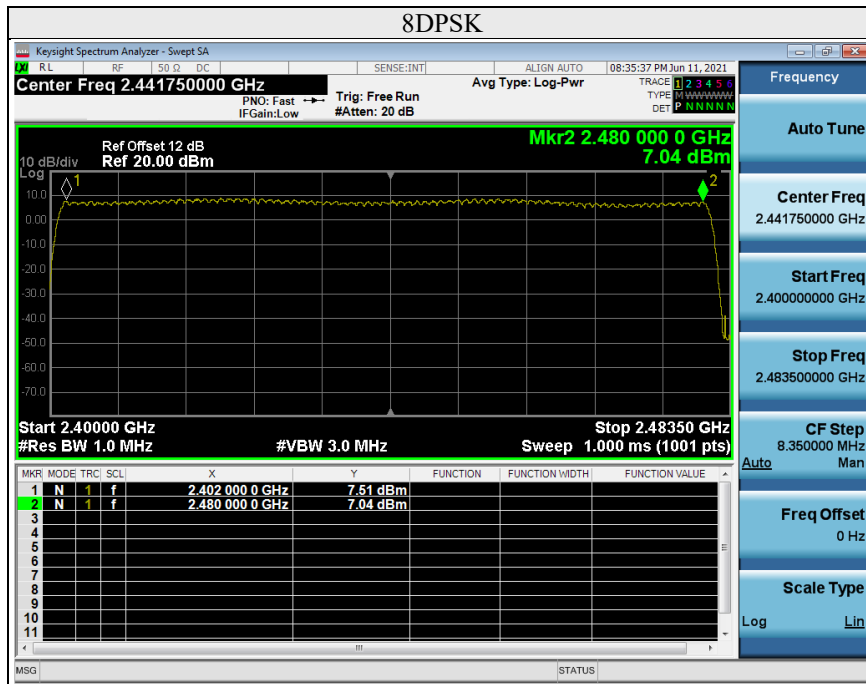 8DPSK
Keysight Spectrum Analyzer - Swept SA
LXI RL RF 50 Ω DC SENSE:INT ALIGN AUTO 08:35:37 PM Jun 11, 2021
Center Freq 2.441750000 GHz
PNO: Fast
IFGain:Low
Trig: Free Run
#Atten: 20 dB
Avg Type: Log-Pwr
TRACE 1 2 3 4 5 6
TYPE M WWWWW
DET P N N N N N
Mkr2 2.480 000 0 GHz
7.04 dBm
Ref Offset 12 dB
Ref 20.00 dBm
10 dB/div
Log
1
2
10.0
0.00
-10.0
-20.0
-30.0
-40.0
-50.0
-60.0
-70.0
Start 2.40000 GHz Stop 2.48350 GHz
#Res BW 1.0 MHz #VBW 3.0 MHz Sweep 1.000 ms (1001 pts)
MKR MODE TRC SCL X Y FUNCTION FUNCTION WIDTH FUNCTION VALUE
1 N 1 f 2.402 000 0 GHz 7.51 dBm
2 N 1 f 2.480 000 0 GHz 7.04 dBm
3
4
5
6
7
8
9
10
11
MSG STATUS
Frequency
Auto Tune
Center Freq
2.441750000 GHz
Start Freq
2.400000000 GHz
Stop Freq
2.483500000 GHz
CF Step
8.350000 MHz
Auto Man
Freq Offset
0 Hz
Scale Type
Log Lin